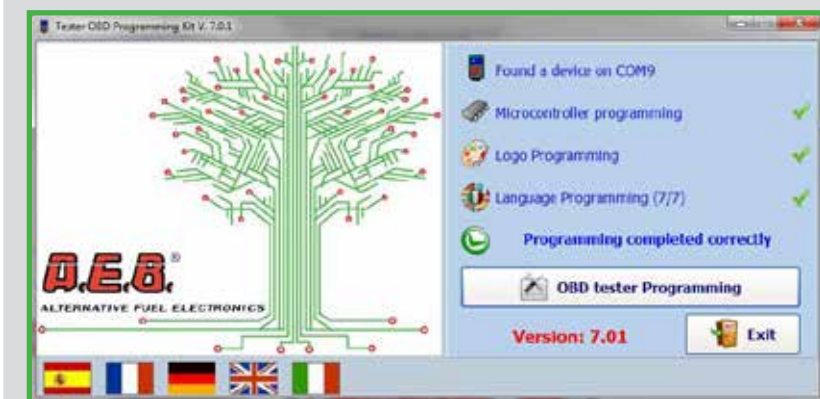 Tester OBD Programming Kit V. 7.0.1
Found a device on COM9
Microcontroller programming
Logo Programming
Language Programming (7/7)
Programming completed correctly
OBD tester Programming
Version: 7.01
Exit
A.E.B.®
ALTERNATIVE FUEL ELECTRONICS